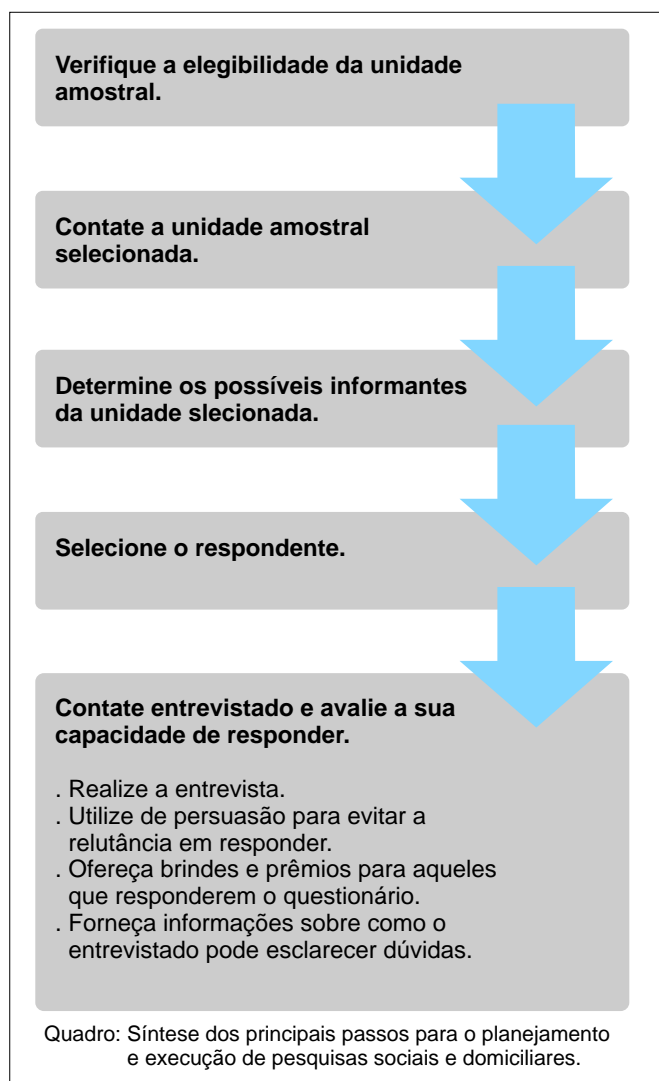 Verifique a elegibilidade da unidade
amostral.
Contate a unidade amostral
selecionada.
Determine os possíveis informantes
da unidade slecionada.
Selecione o respondente.
Contate entrevistado e avalie a sua
capacidade de responder.
. Realize a entrevista.
. Utilize de persuasão para evitar a
relutância em responder.
. Ofereça brindes e prêmios para aqueles
que responderem o questionário.
. Forneça informações sobre como o
entrevistado pode esclarecer dúvidas.
Quadro: Síntese dos principais passos para o planejamento
e execução de pesquisas sociais e domiciliares.